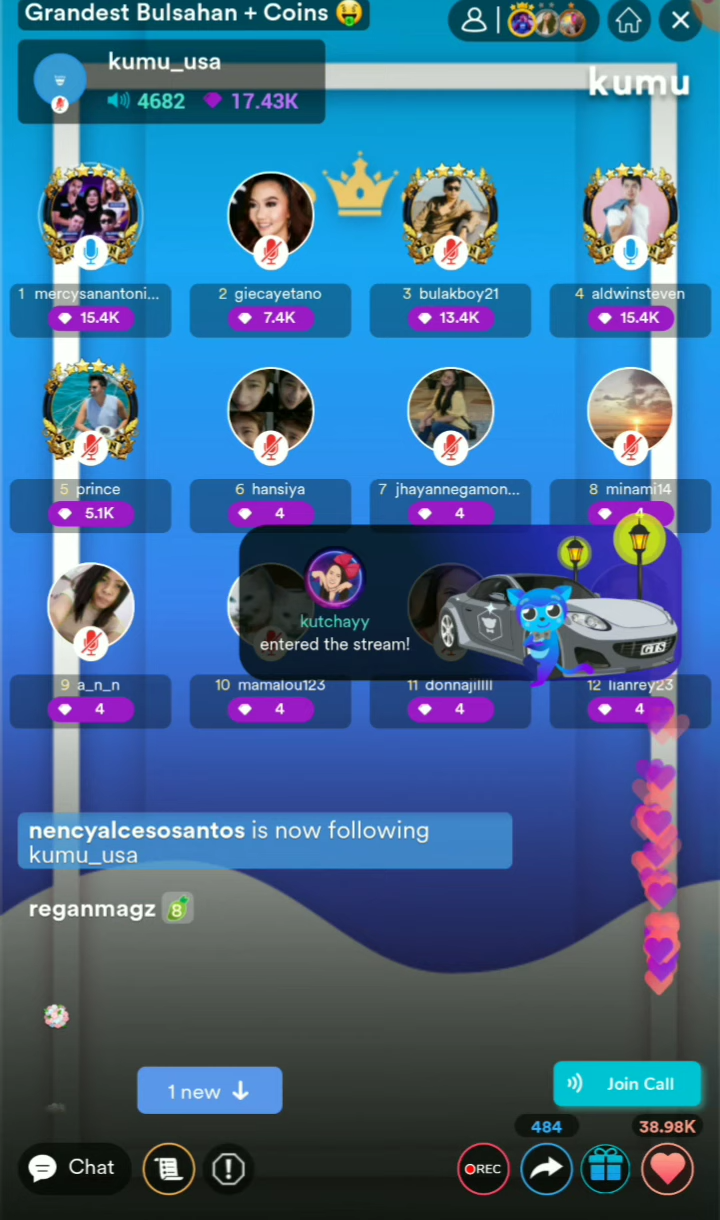 Grandest Bulsahan + Coins 🤑
kumu_usa
4682 17.43K
kumu
1 mercysanantoni...
15.4K
2 giecayetano
7.4K
3 bulakboy21
13.4K
4 aldwinsteven
15.4K
5 prince
5.1K
6 hansiya
4
7 jhayannegamon...
4
8 minami14
4
kutchayy
entered the stream!
GTS
9 a_n_n
4
10 mamalou123
4
11 donnajillll
4
12 lianrey23
4
nencyalcesosantos is now following
kumu_usa
reganmagz 8
1 new
Join Call
484
38.98K
Chat
REC